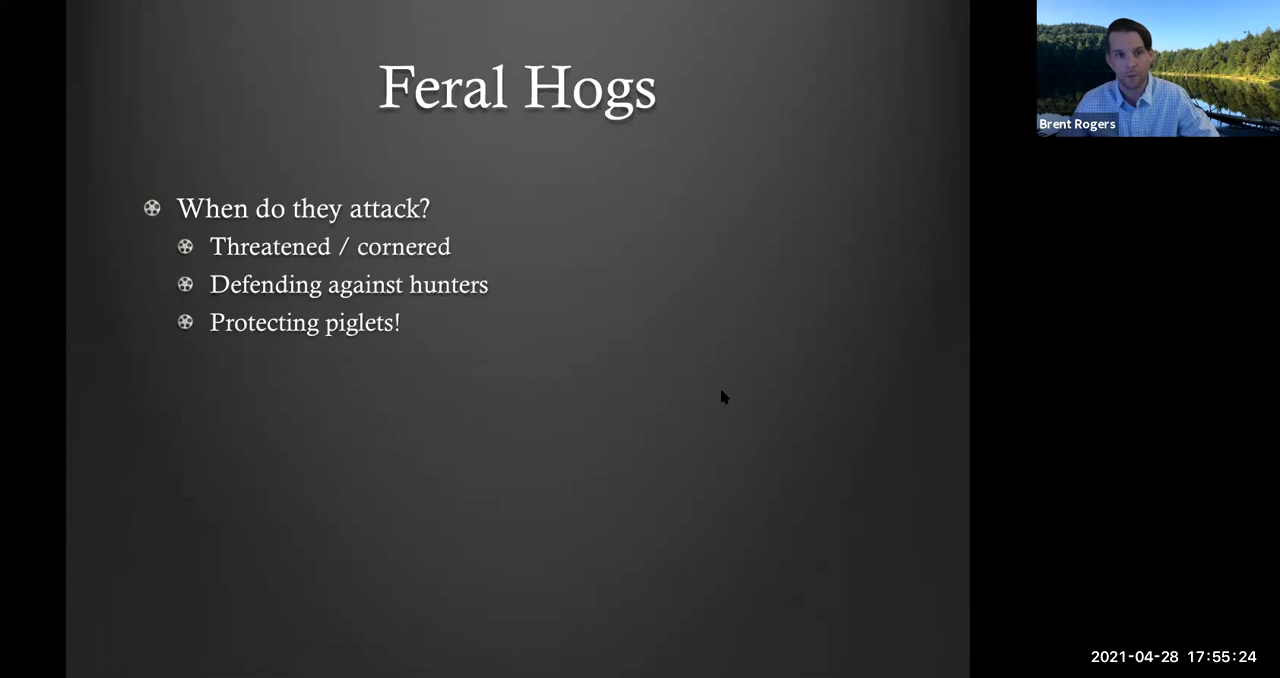 Feral Hogs
When do they attack?
Threatened / cornered
Defending against hunters
Protecting piglets!
Brent Rogers
2021-04-28 17:55:24